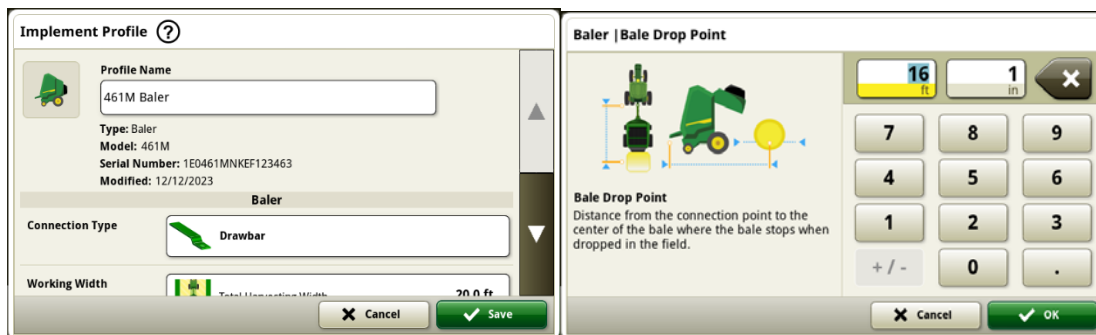 Implement Profile ?
Profile Name
461M Baler
Type: Baler
Model: 461M
Serial Number: 1E0461MNKEF123463
Modified: 12/12/2023
Baler
Connection Type
Drawbar
Working Width
Total Harvesting Width
20.0 ft
Cancel
Save
Baler |Bale Drop Point
16
ft
1
in
Bale Drop Point
Distance from the connection point to the
center of the bale where the bale stops when
dropped in the field.
7 8 9
4 5 6
1 2 3
+ / - 0 .
Cancel
OK